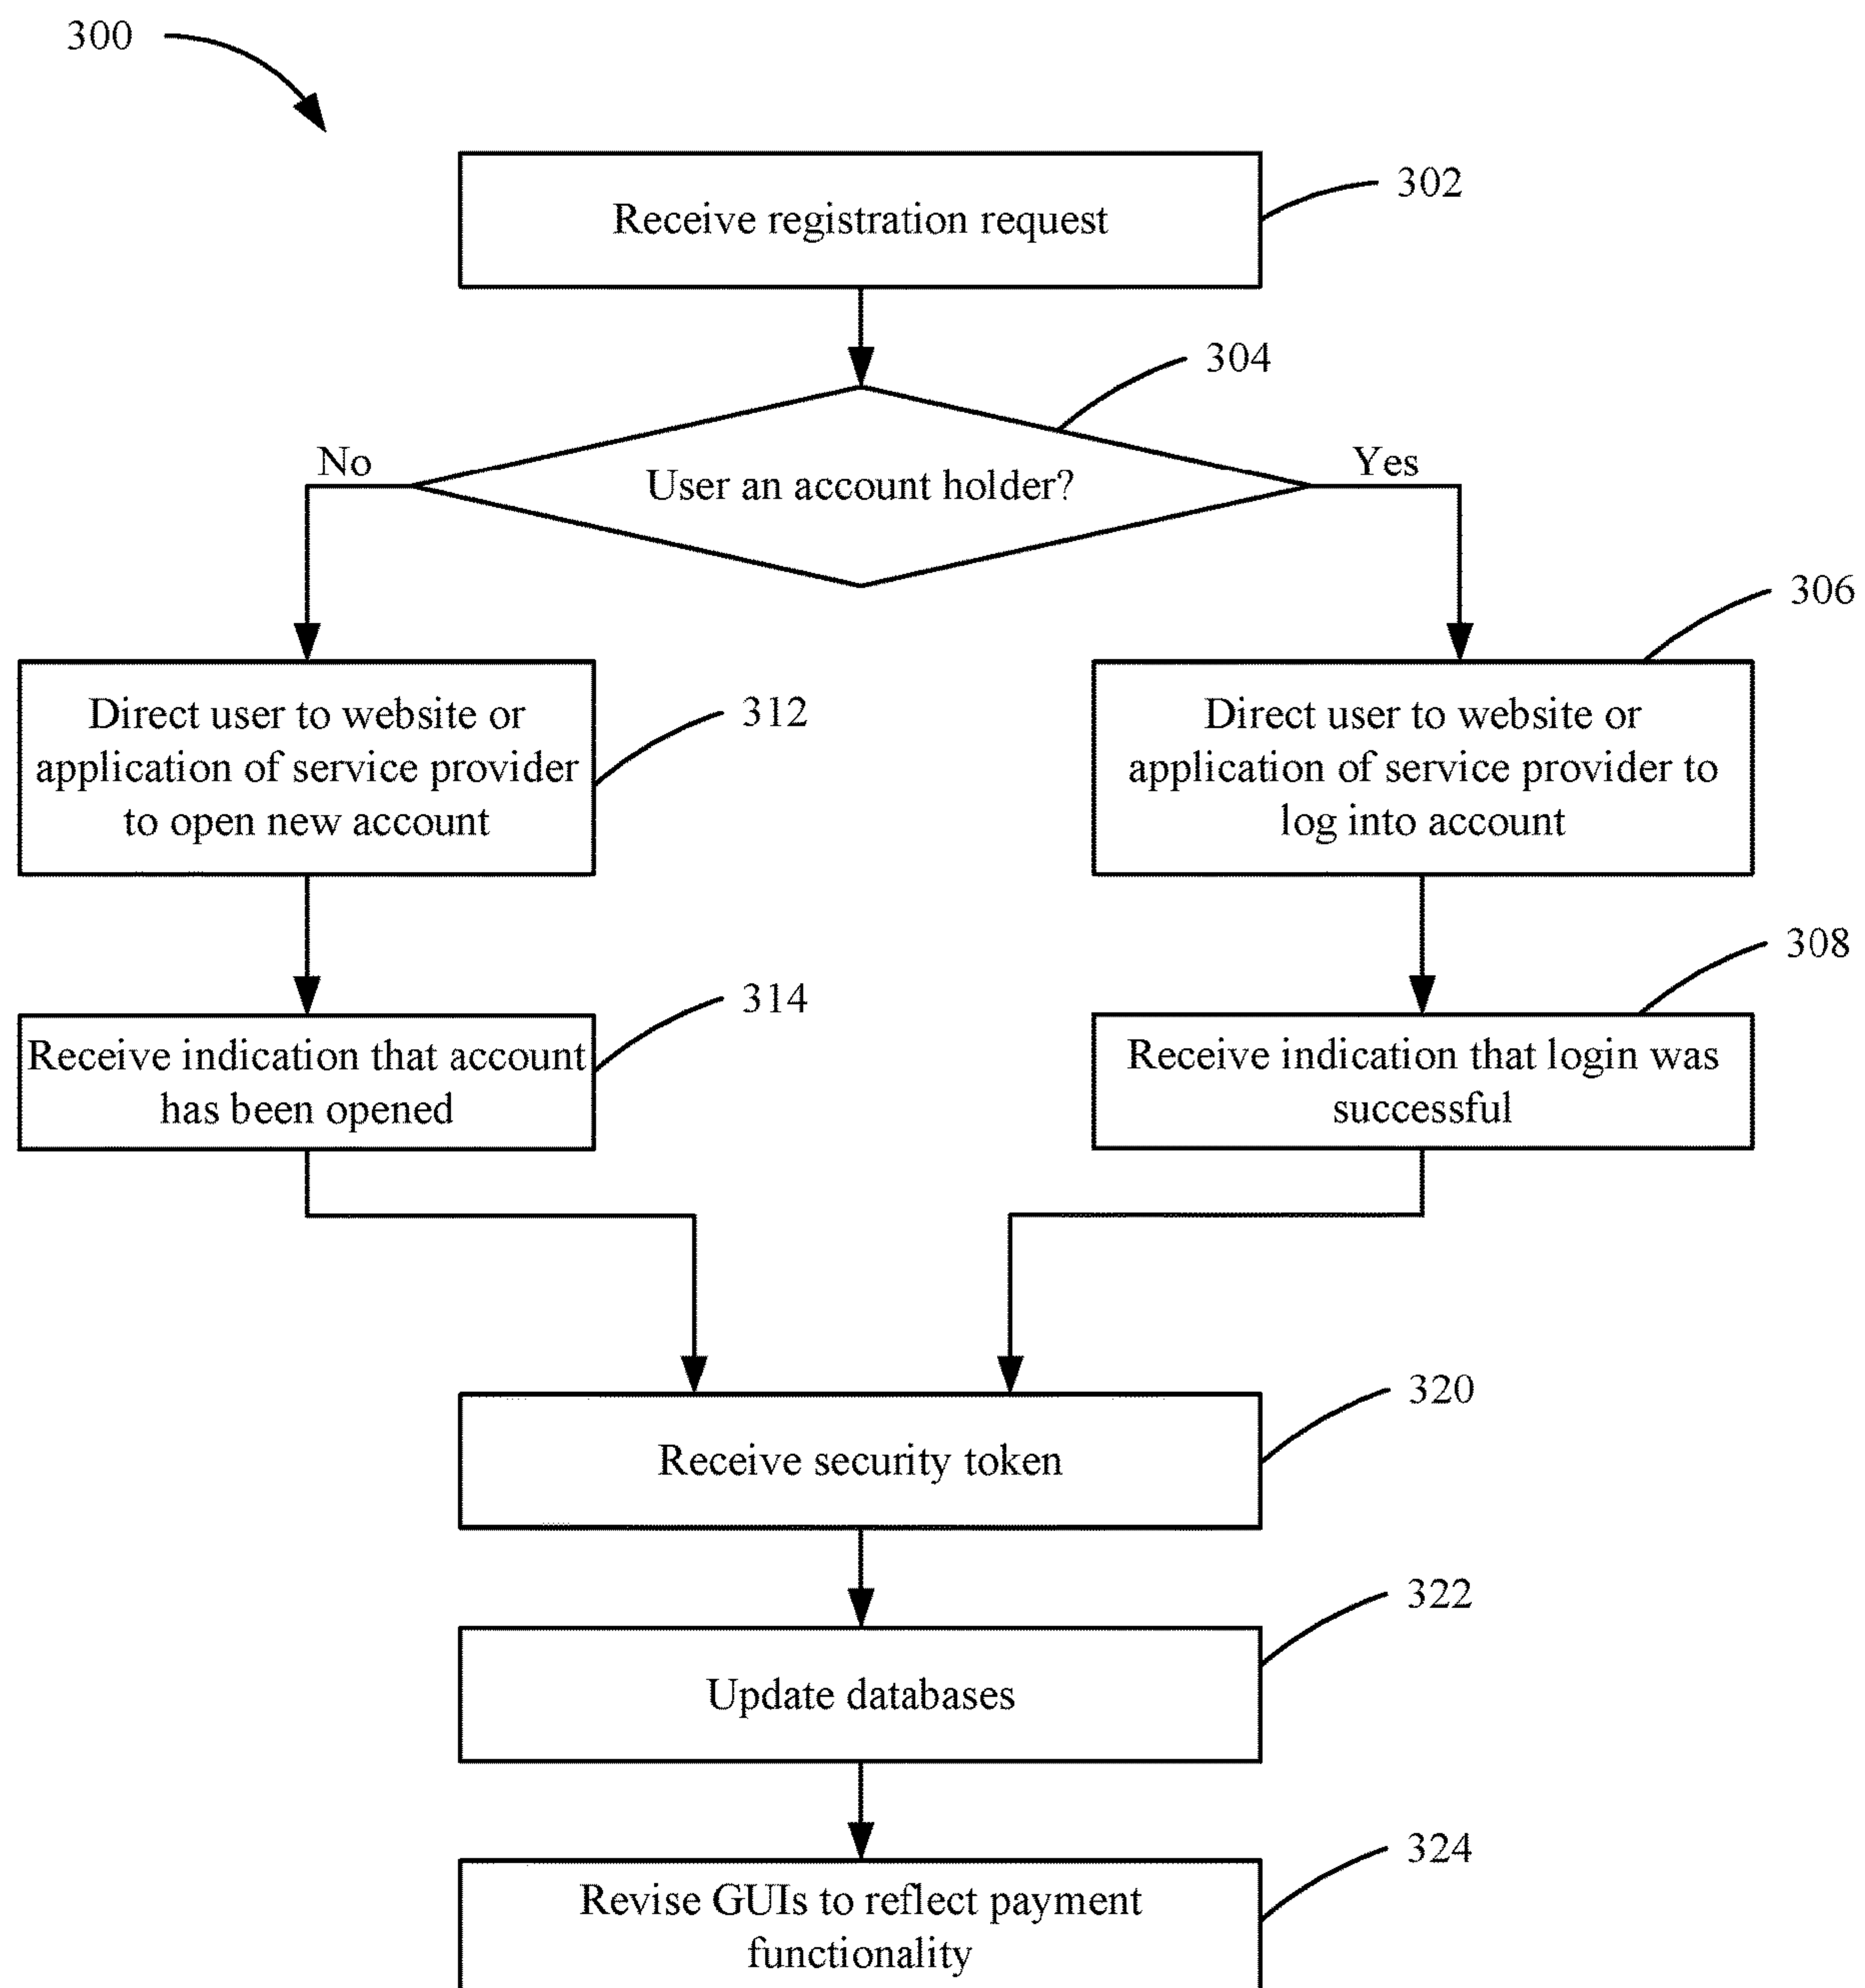 300
Receive registration request
302
304
No
User an account holder?
Yes
306
Direct user to website or
application of service provider
to open new account
312
Direct user to website or
application of service provider to
log into account
308
314
Receive indication that account
has been opened
Receive indication that login was
successful
320
Receive security token
322
Update databases
324
Revise GUIs to reflect payment
functionality